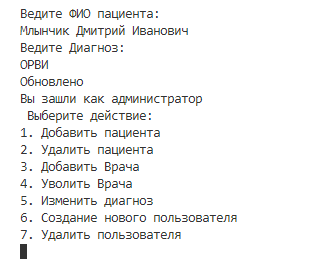 Ведите ФИО пациента:
Млынчик Дмитрий Иванович
Ведите Диагноз:
ОРВИ
Обновлено
Вы зашли как администратор
Выберите действие:
1. Добавить пациента
2. Удалить пациента
3. Добавить Врача
4. Уволить Врача
5. Изменить диагноз
6. Создание нового пользователя
7. Удалить пользователя